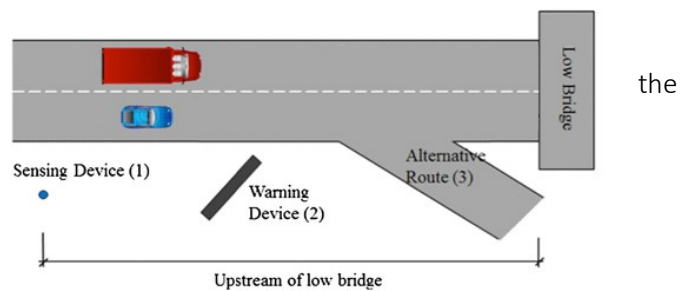 the
Low Bridge
Alternative
Route (3)
Sensing Device (1)
Warning
Device (2)
Upstream of low bridge